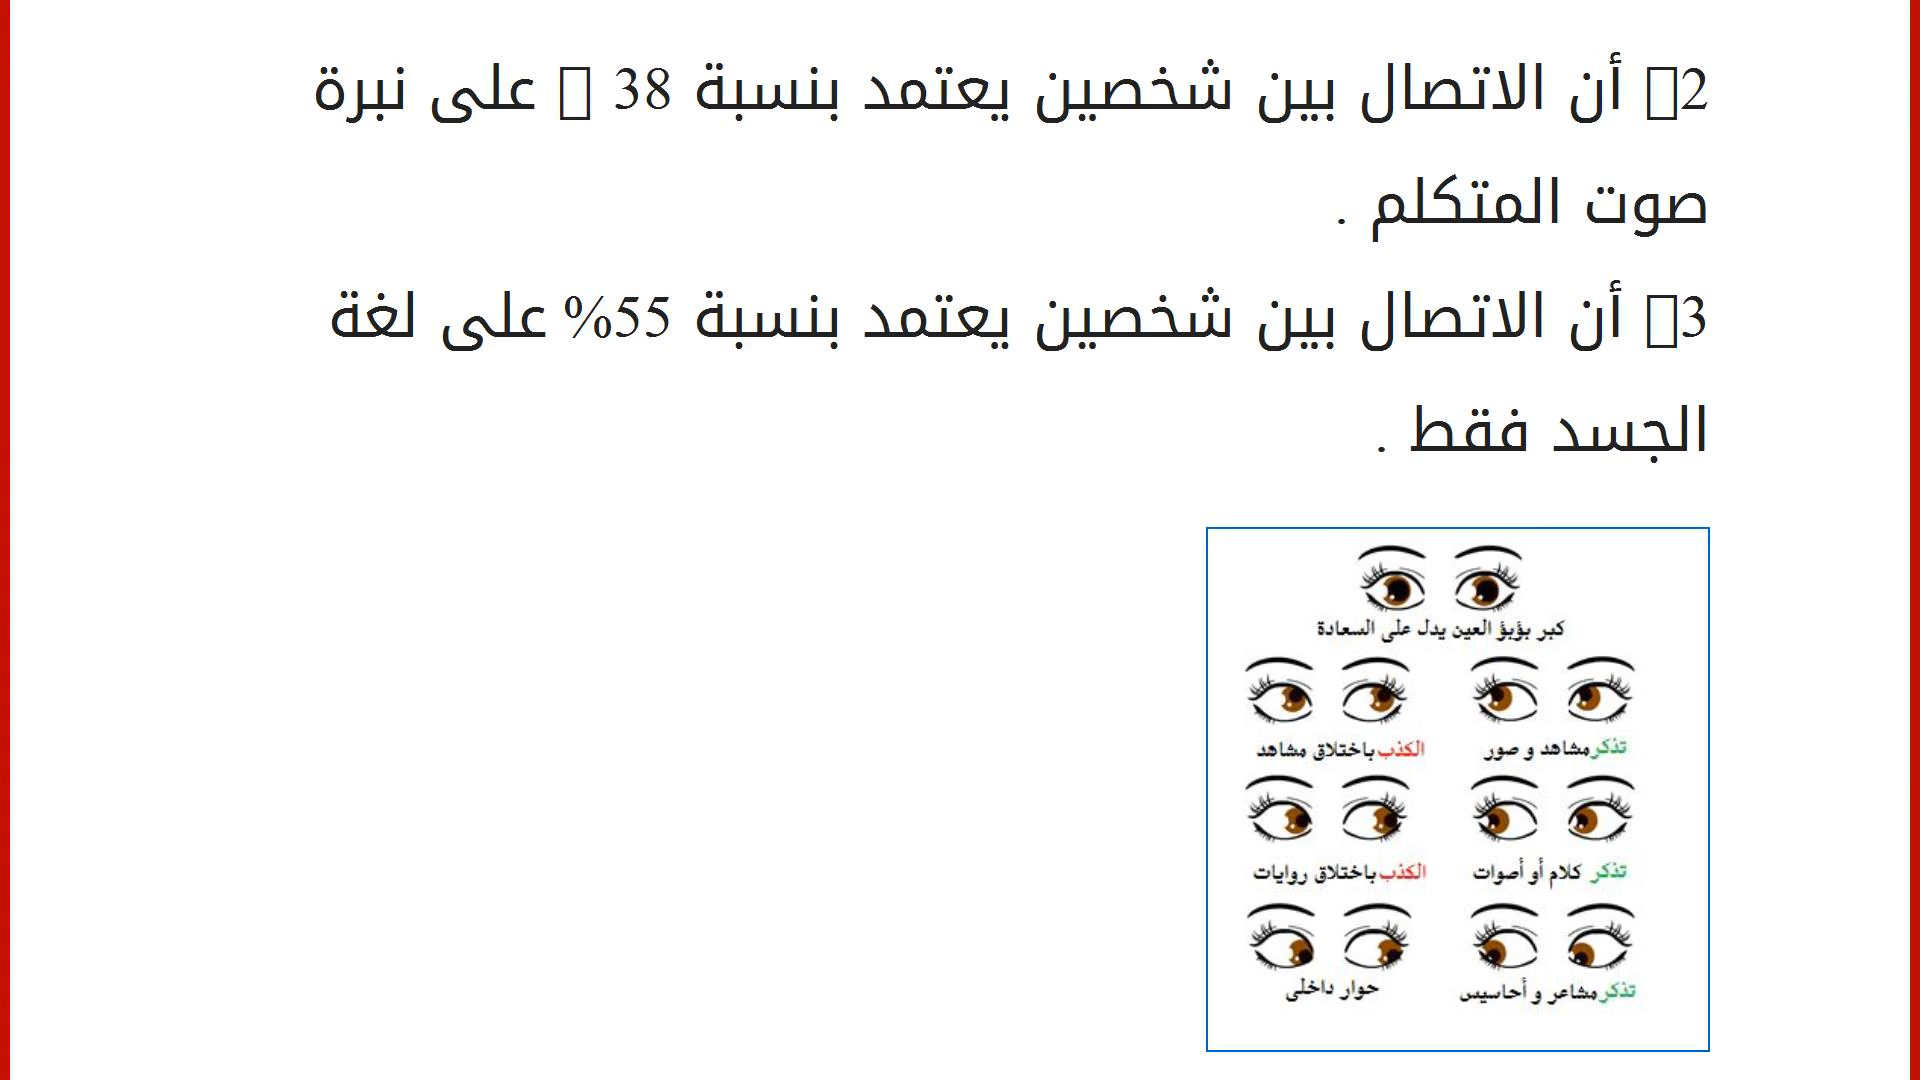 2 أن الاتصال بين شخصين يعتمد بنسبة 38  على نبرة
صوت المتكلم .
3 أن الاتصال بين شخصين يعتمد بنسبة 55% على لغة
الجسد فقط .
كبر بؤبؤ العين يدل على السعادة
تذكر مشاهد و صور
الكذب باختلاق مشاهد
تذكر كلام أو أصوات
الكذب باختلاق روايات
تذكر مشاعر و أحاسيس
حوار داخلى